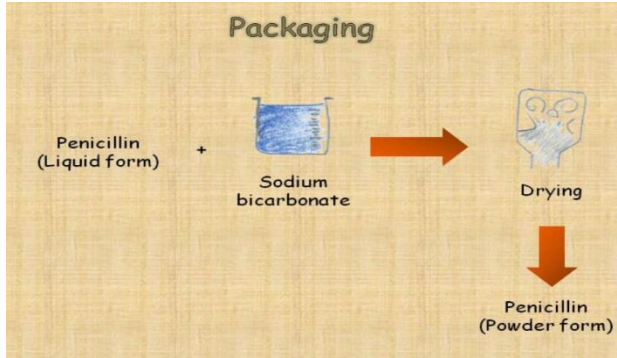 Packaging
Penicillin
(Liquid form)
+
Sodium
bicarbonate
Drying
Penicillin
(Powder form)